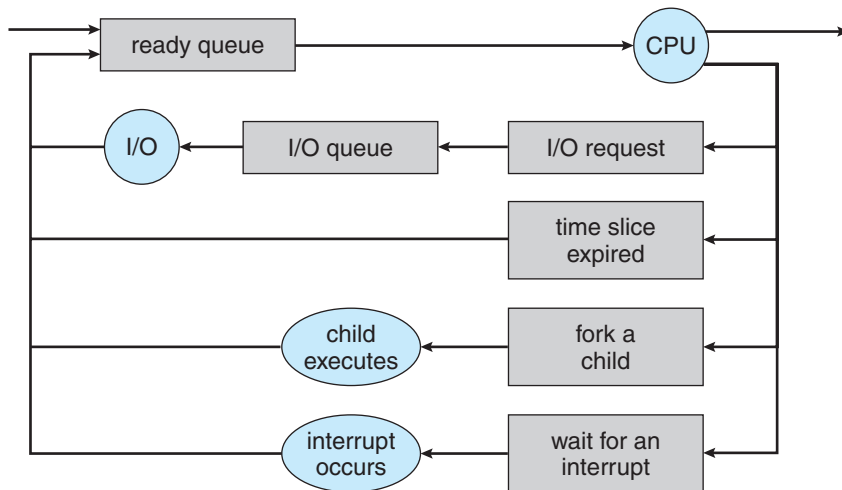 ready queue
CPU
I/O
I/O queue
I/O request
time slice
expired
child
executes
fork a
child
interrupt
occurs
wait for an
interrupt